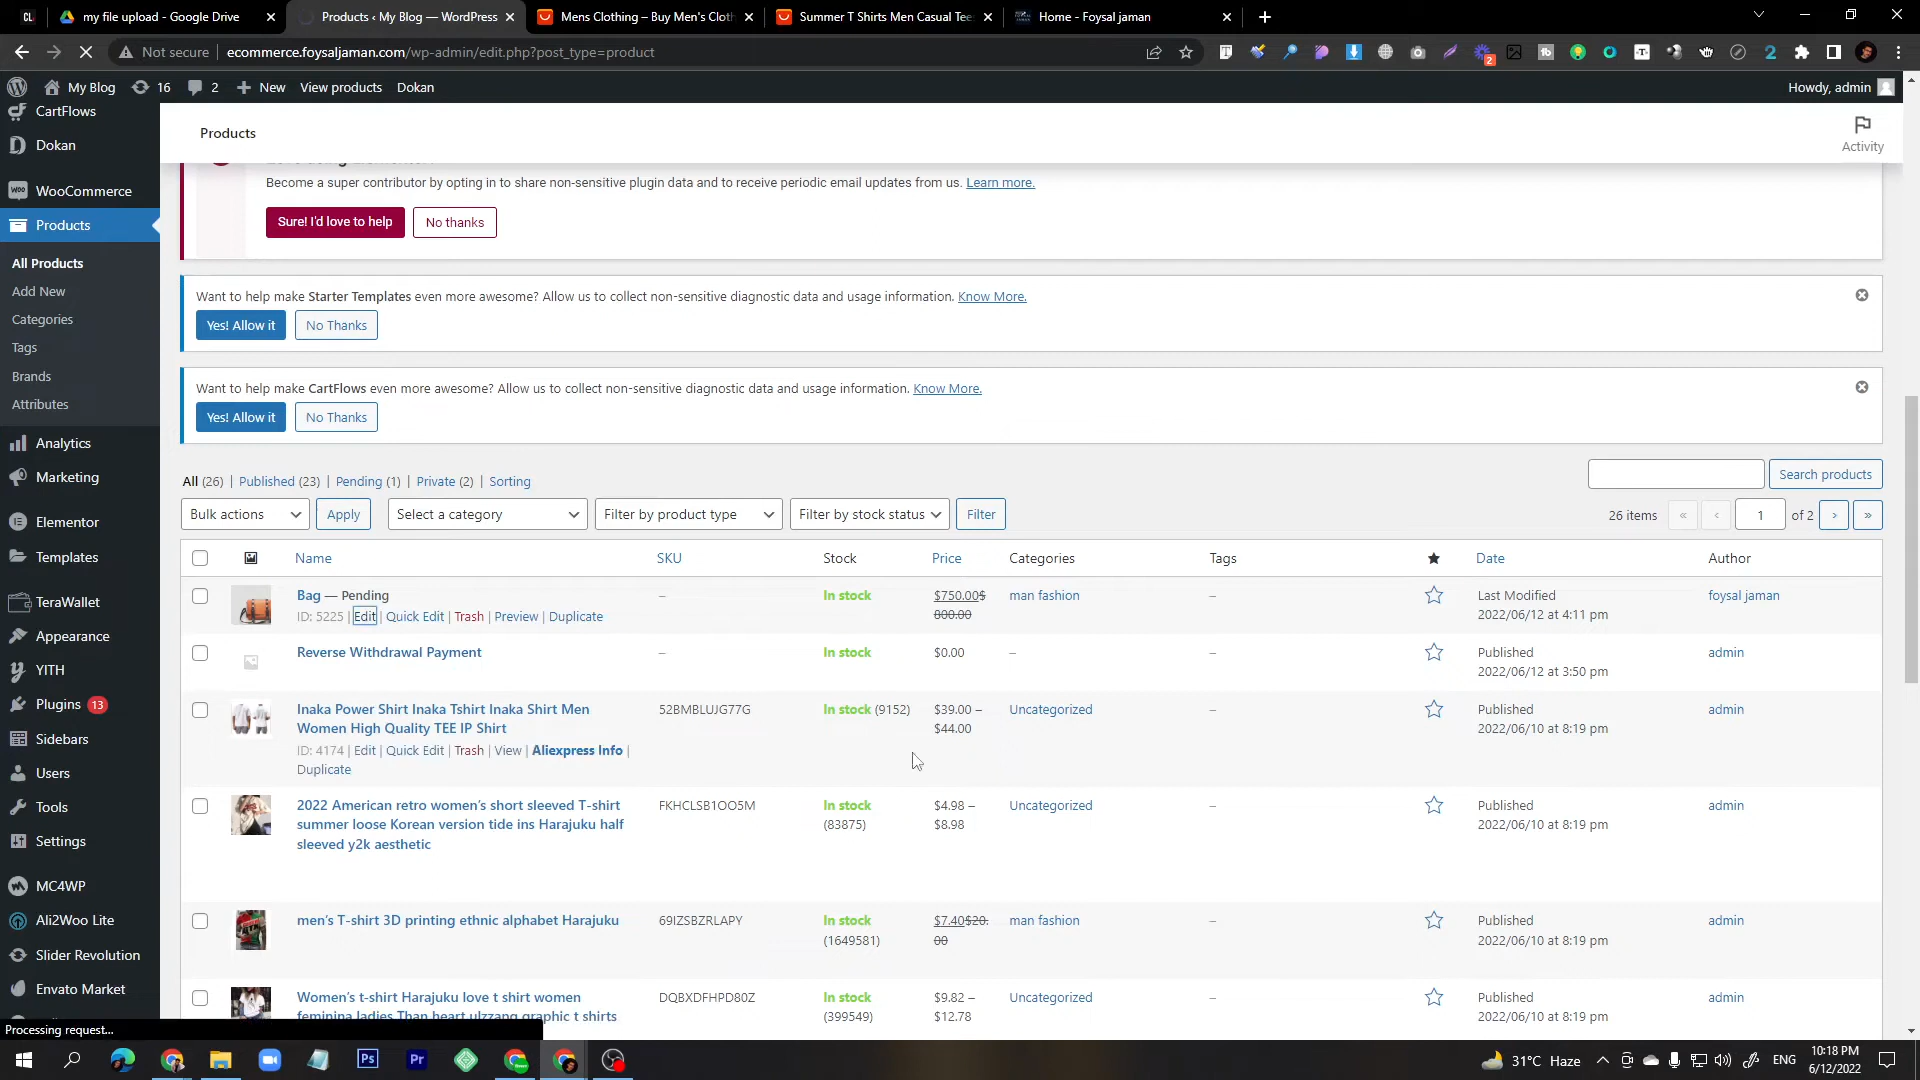 my file upload - Google Drive
Products ‹ My Blog — WordPress
Mens Clothing – Buy Men's Cloth
Summer T Shirts Men Casual Tee
Home - Foysal jaman
Not secure
ecommerce.foysaljaman.com/wp-admin/edit.php?post_type=product
My Blog
16
2
New
View products
Dokan
Howdy, admin
CartFlows
Dokan
WooCommerce
Products
All Products
Add New
Categories
Tags
Brands
Attributes
Analytics
Marketing
Elementor
Templates
TeraWallet
Appearance
YITH
Plugins 13
Sidebars
Users
Tools
Settings
MC4WP
Ali2Woo Lite
Slider Revolution
Envato Market
Products
Activity
Become a super contributor by opting in to share non-sensitive plugin data and to receive periodic email updates from us. Learn more.
Sure! I'd love to help
No thanks
Want to help make Starter Templates even more awesome? Allow us to collect non-sensitive diagnostic data and usage information. Know More.
Yes! Allow it
No Thanks
Want to help make CartFlows even more awesome? Allow us to collect non-sensitive diagnostic data and usage information. Know More.
Yes! Allow it
No Thanks
All (26) | Published (23) | Pending (1) | Private (2) | Sorting
Search products
Bulk actions
Apply
Select a category
Filter by product type
Filter by stock status
Filter
26 items « ‹ 1 of 2 › »
Name SKU Stock Price Categories Tags Date Author
Bag — Pending
ID: 5225 | Edit | Quick Edit | Trash | Preview | Duplicate
–
In stock
$750.00$
800.00
man fashion
–
Last Modified
2022/06/12 at 4:11 pm
foysal jaman
Reverse Withdrawal Payment
–
In stock
$0.00
–
–
Published
2022/06/12 at 3:50 pm
admin
Inaka Power Shirt Inaka Tshirt Inaka Shirt Men
Women High Quality TEE IP Shirt
ID: 4174 | Edit | Quick Edit | Trash | View | Aliexpress Info |
Duplicate
52BMBLUJG77G
In stock (9152)
$39.00 –
$44.00
Uncategorized
–
Published
2022/06/10 at 8:19 pm
admin
2022 American retro women's short sleeved T-shirt
summer loose Korean version tide ins Harajuku half
sleeved y2k aesthetic
FKHCLSB1OO5M
In stock
(83875)
$4.98 –
$8.98
Uncategorized
–
Published
2022/06/10 at 8:19 pm
admin
men's T-shirt 3D printing ethnic alphabet Harajuku
69IZSBZRLAPY
In stock
(1649581)
$7.40$20.
00
man fashion
–
Published
2022/06/10 at 8:19 pm
admin
Women's t-shirt Harajuku love t shirt women
feminina ladies Than heart ulzzang graphic t shirts
DQBXDFHPD80Z
In stock
(399549)
$9.82 –
$12.78
Uncategorized
–
Published
2022/06/10 at 8:19 pm
admin
Processing request...
31°C Haze
ENG
10:18 PM
6/12/2022